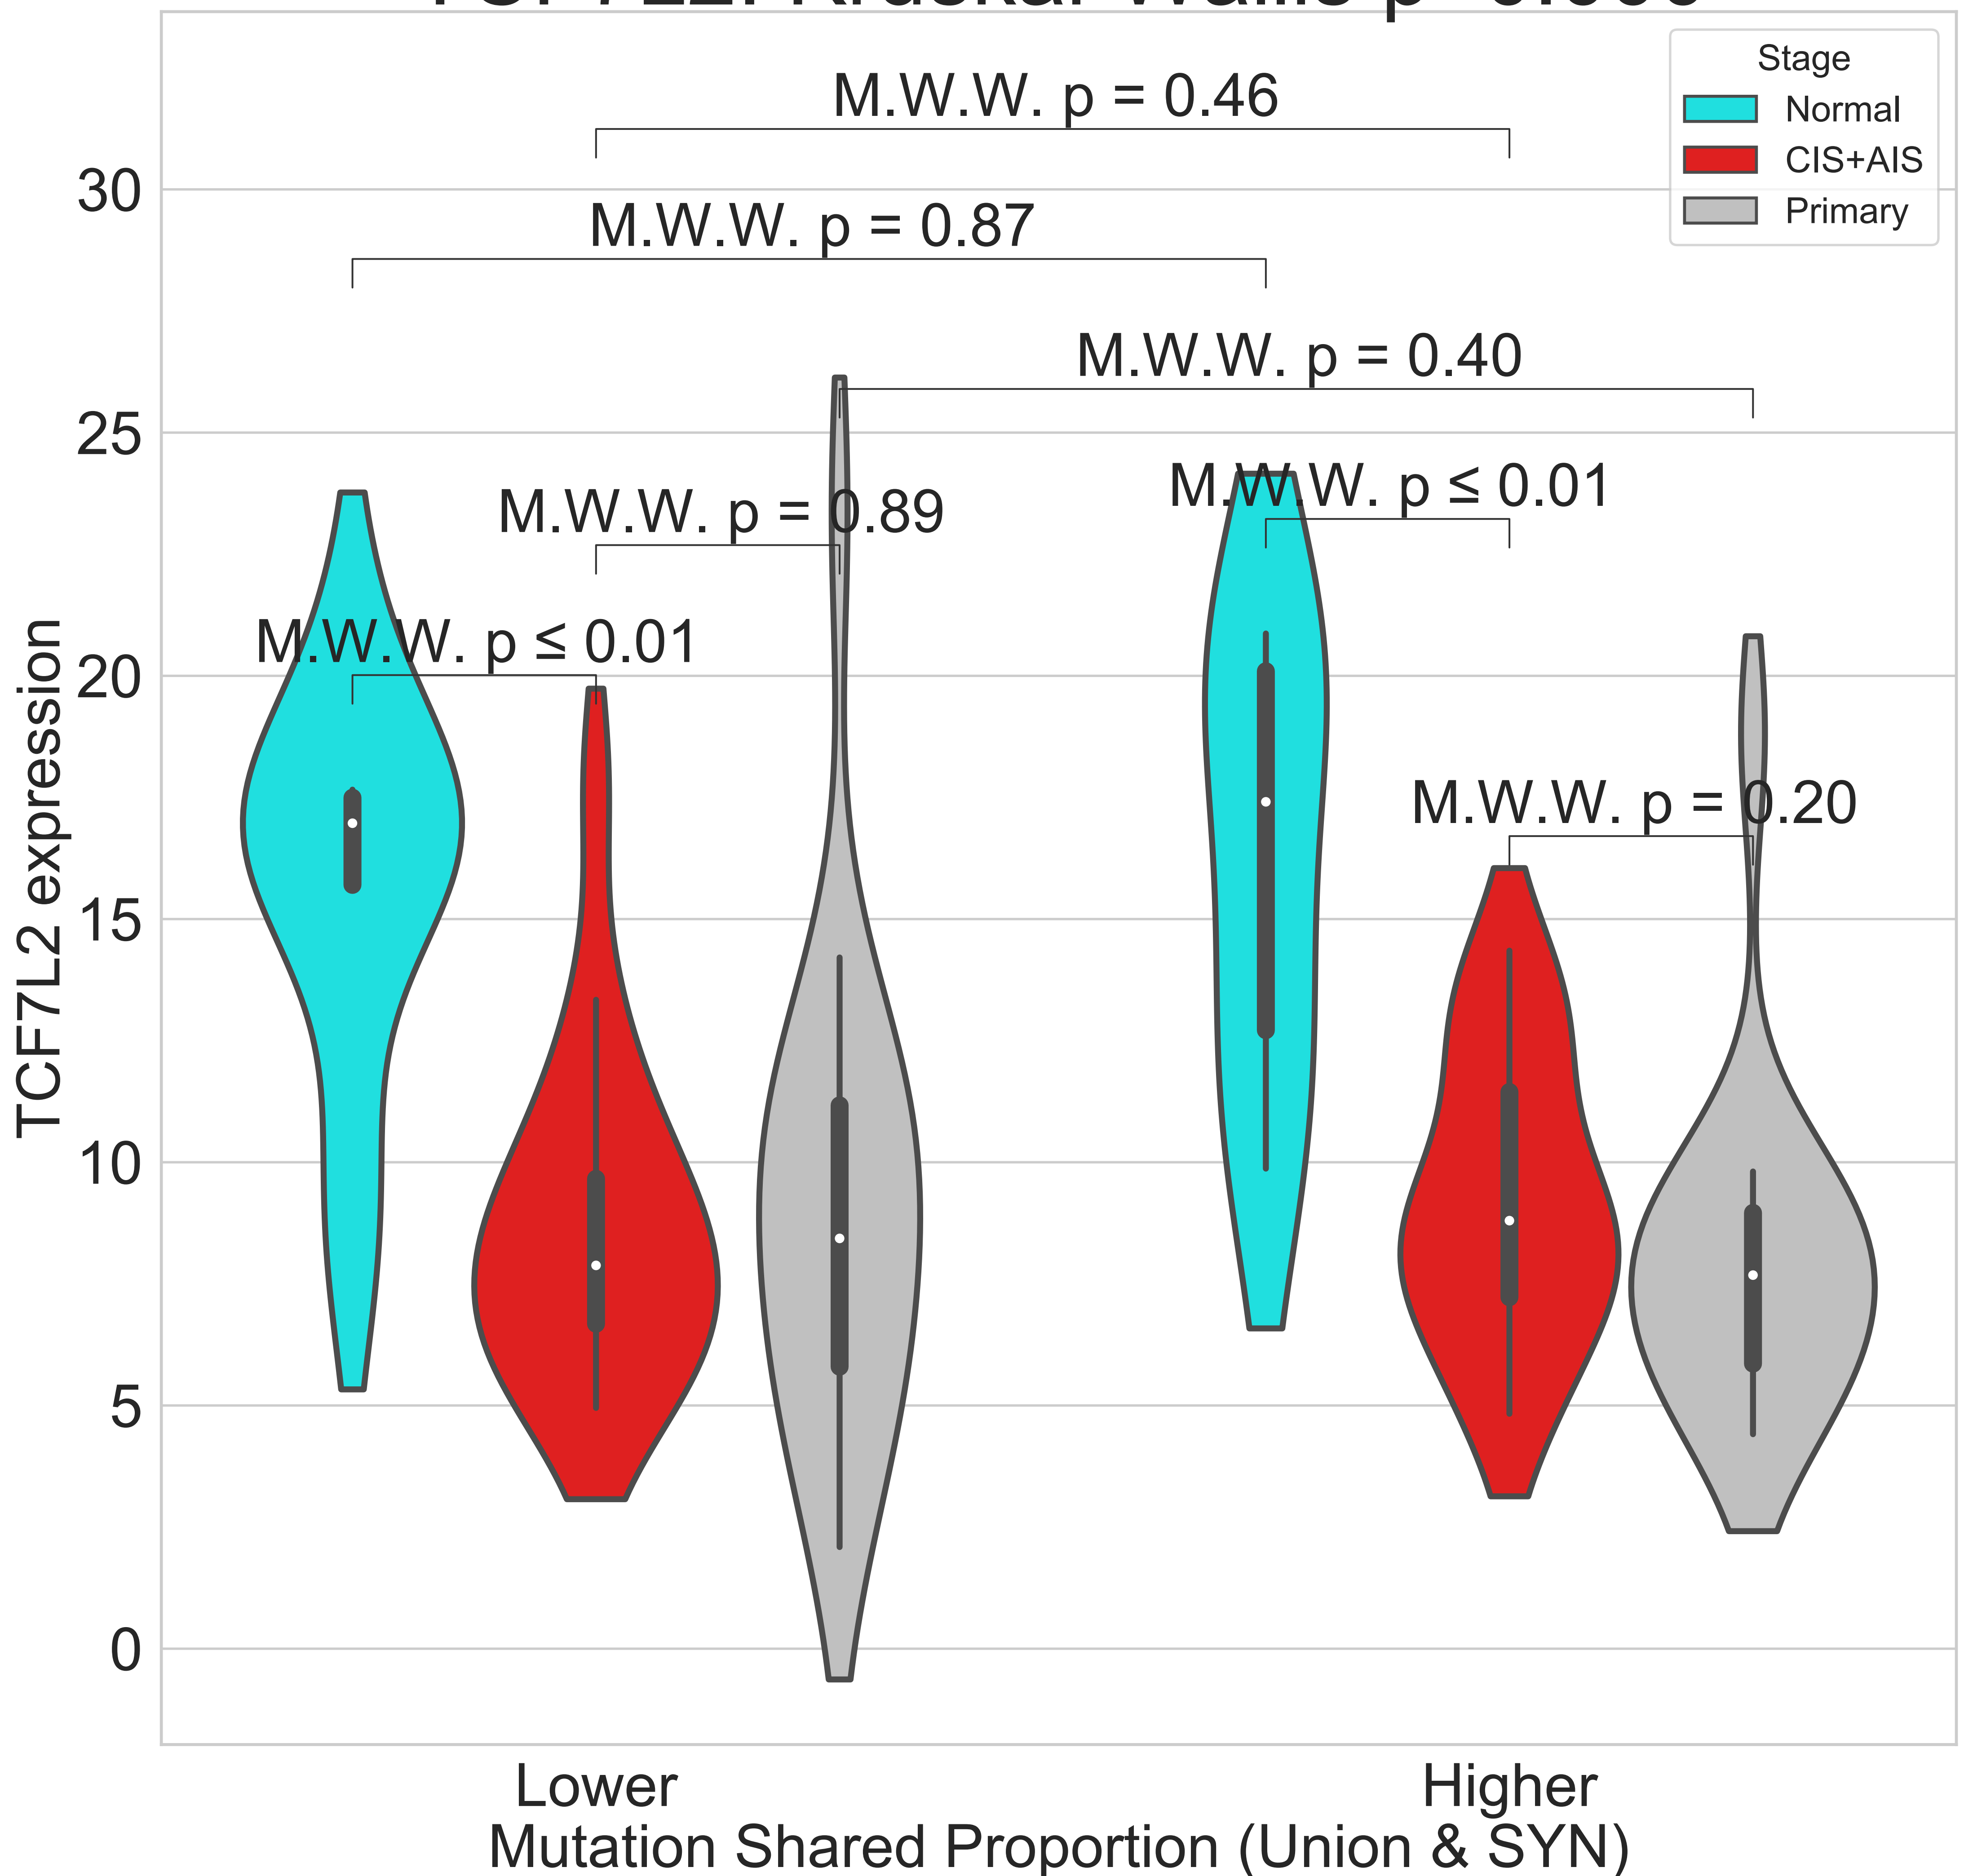 Stage
Normal
CIS+AIS
Primary
M.W.W. p = 0.46
30
M.W.W. p = 0.87
M.W.W. p = 0.40
25
M.W.W. p ≤ 0.01
M.W.W. p = 0.89
M.W.W. p ≤ 0.01
20
M.W.W. p = 0.20
15
10
5
0
TCF7L2 expression
Lower
Higher
Mutation Shared Proportion (Union & SYN)